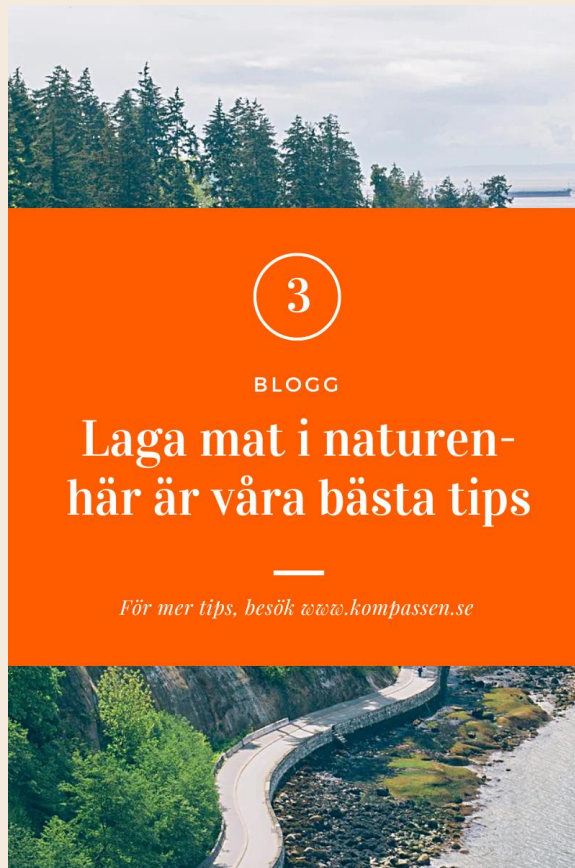 3
BLOGG
Laga mat i naturen-
här är våra bästa tips
För mer tips, besök www.kompassen.se